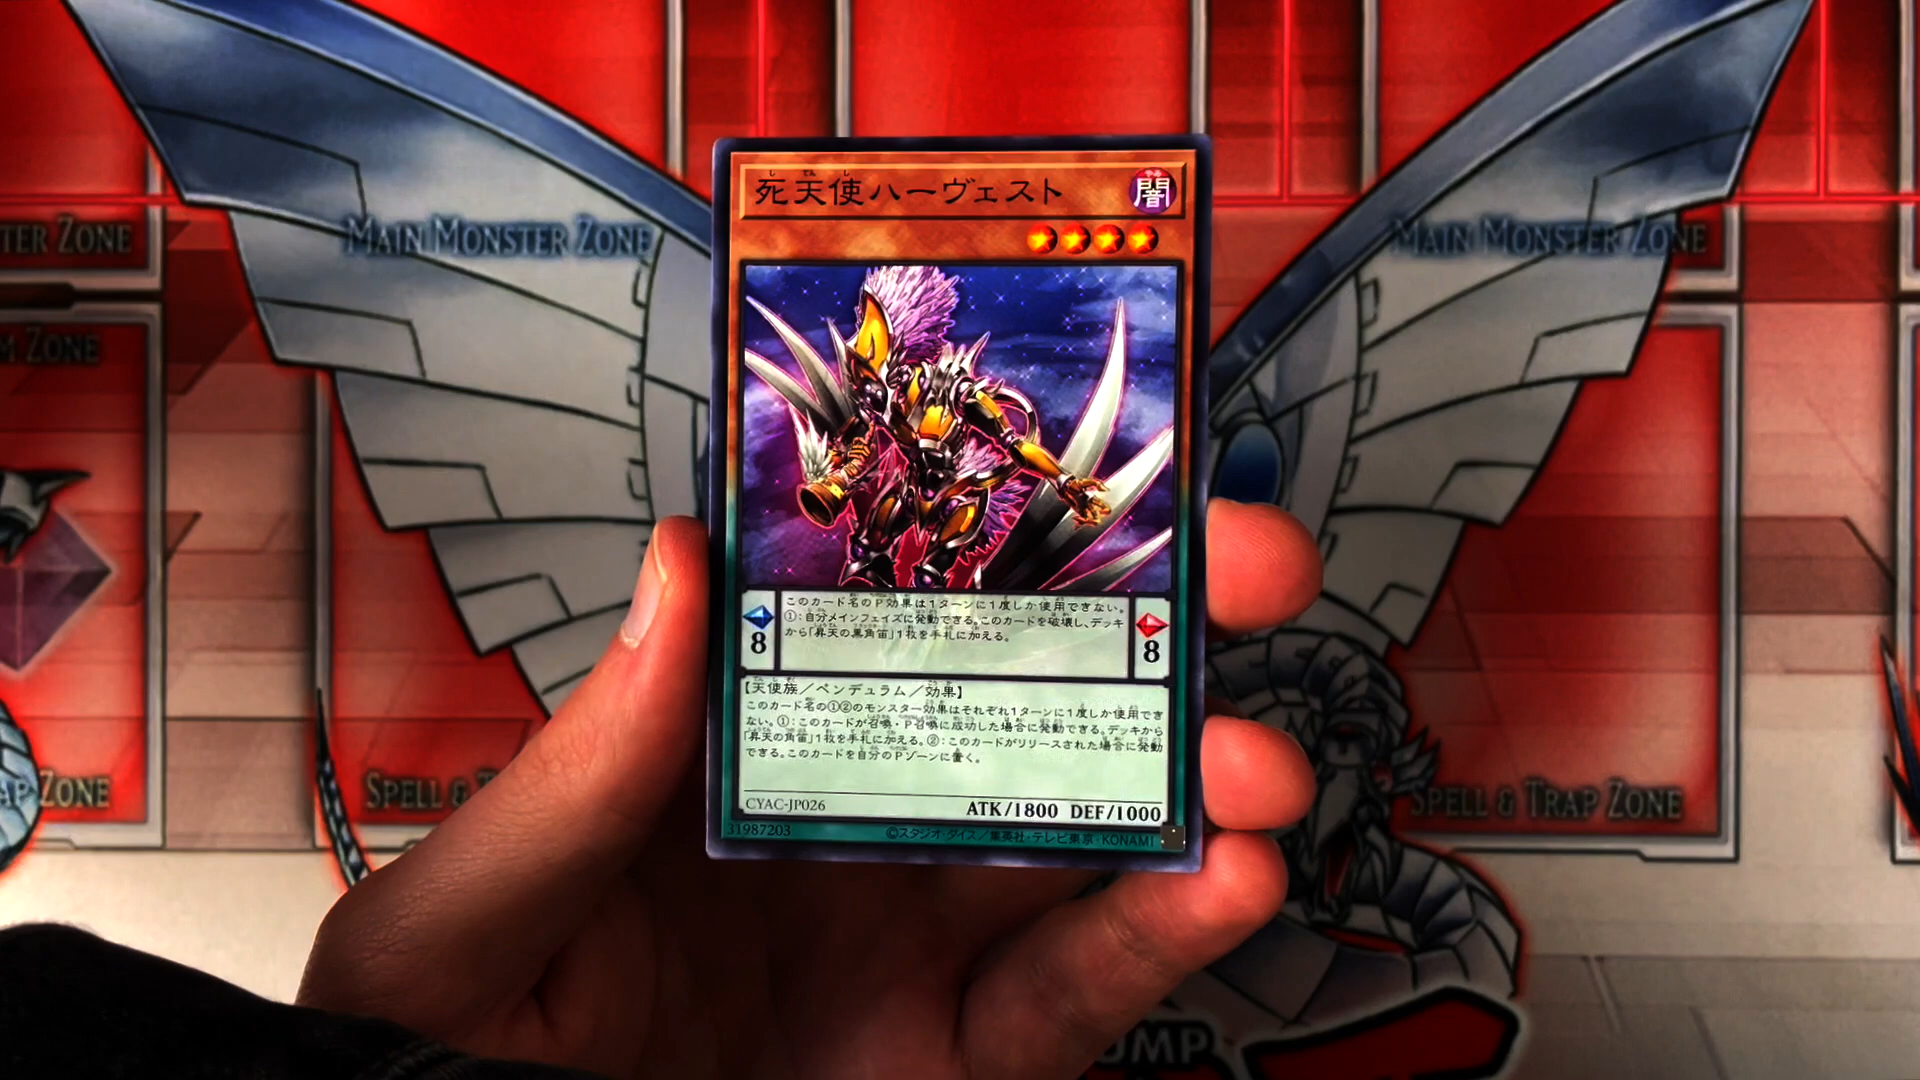 死天使ハーヴェスト
闇
TER ZONE
MAIN MONSTER ZONE
MAIN MONSTER ZONE
ZONE
このカード名のP効果は1ターンに1度しか使用できない。
①:自分メインフェイズに発動できる。このカードを破壊し、デッキ
から「昇天の黒角笛」1枚を手札に加える。
8
8
【天使族/ペンデュラム/効果】
このカード名の①②のモンスター効果はそれぞれ1ターンに1度しか使用でき
ない。①:このカードが召喚・P召喚に成功した場合に発動できる。デッキから
「昇天の角笛」1枚を手札に加える。②:このカードがリリースされた場合に発動
できる。このカードを自分のPゾーンに置く。
CYAC-JP026
ATK/1800 DEF/1000
31987203
©スタジオ・ダイス/集英社・テレビ東京・KONAMI
AP ZONE
SPELL & T
SPELL & TRAP ZONE
UMP